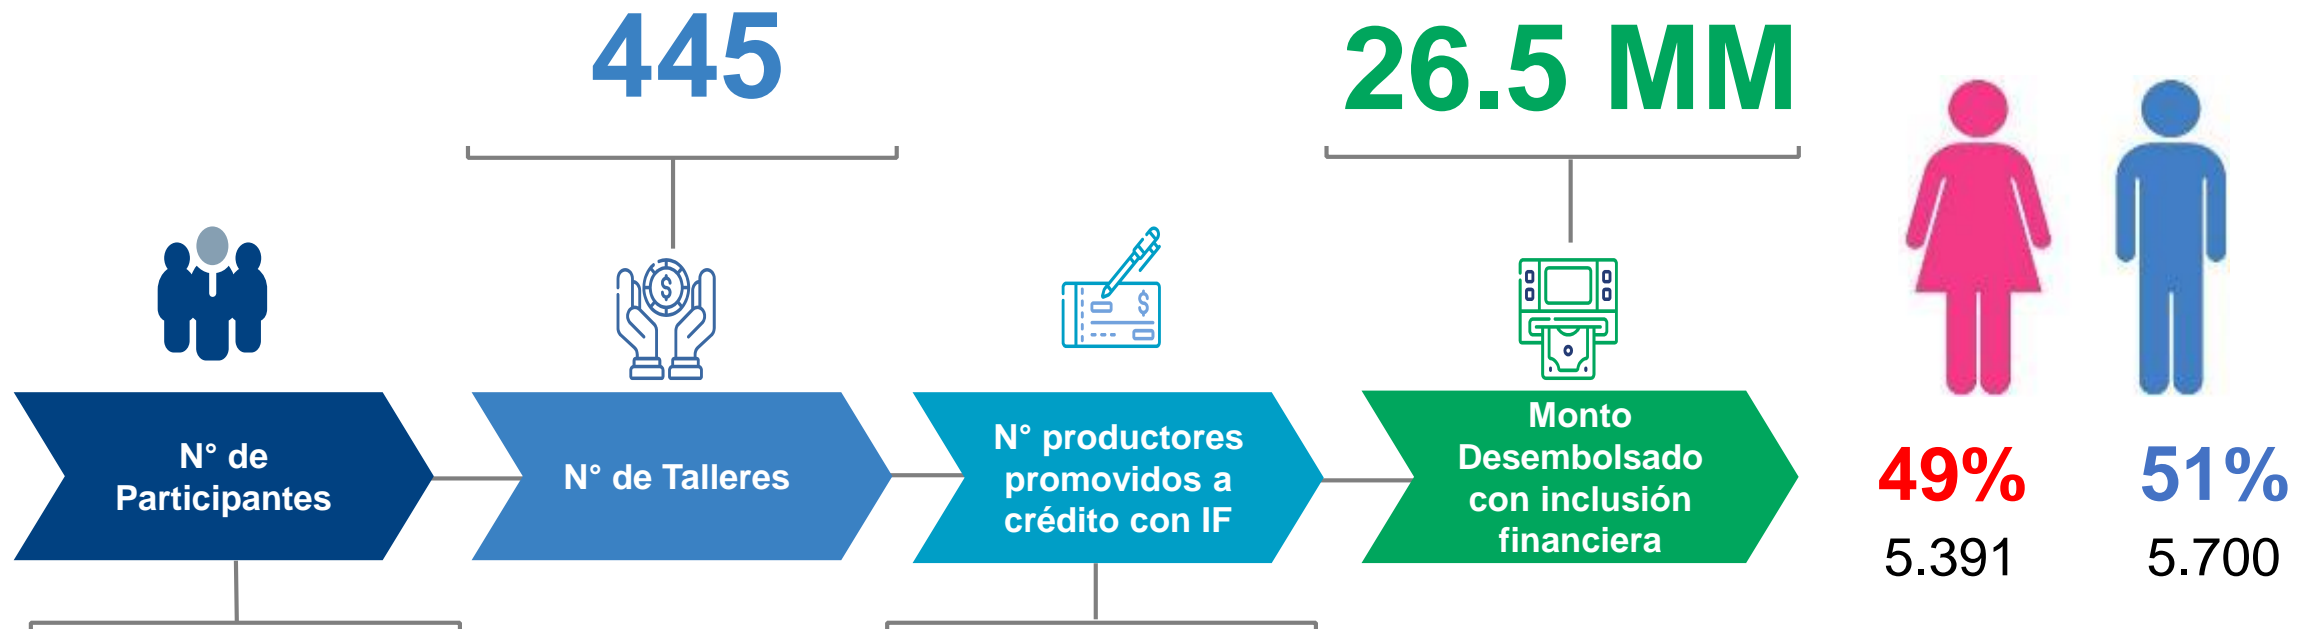 445
26.5 MM
N° de
Participantes
N° de Talleres
N° productores
promovidos a
crédito con IF
Monto
Desembolsado
con inclusión
financiera
49%
51%
5.391
5.700